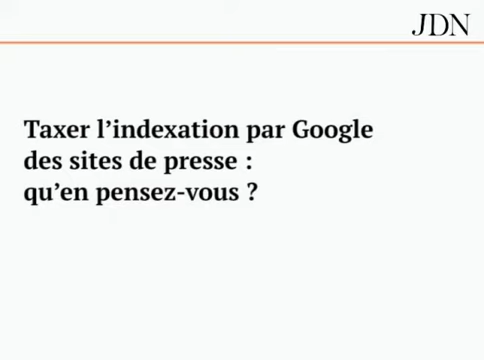 JDN
Taxer l’indexation par Google
des sites de presse :
qu’en pensez-vous ?